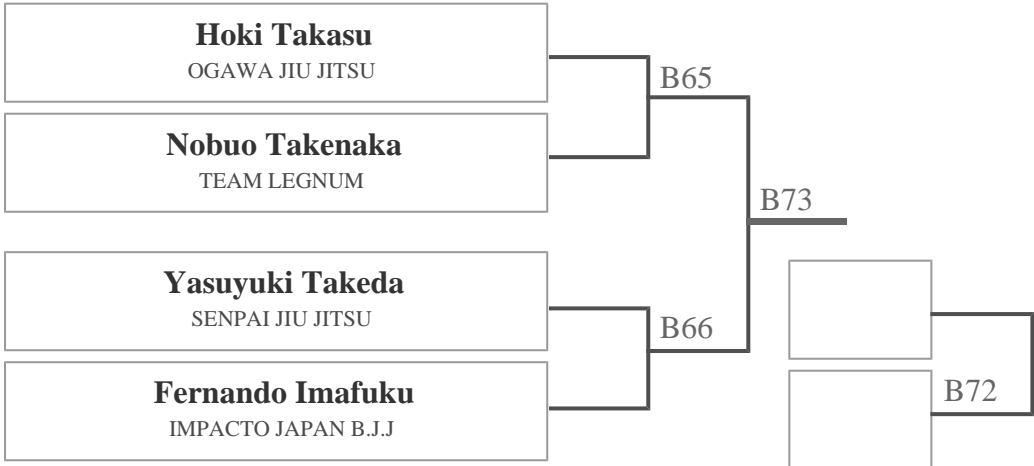 Hoki Takasu
OGAWA JIU JITSU
B65
Nobuo Takenaka
TEAM LEGNUM
B73
Yasuyuki Takeda
SENPAI JIU JITSU
B66
Fernando Imafuku
IMPACTO JAPAN B.J.J
B72